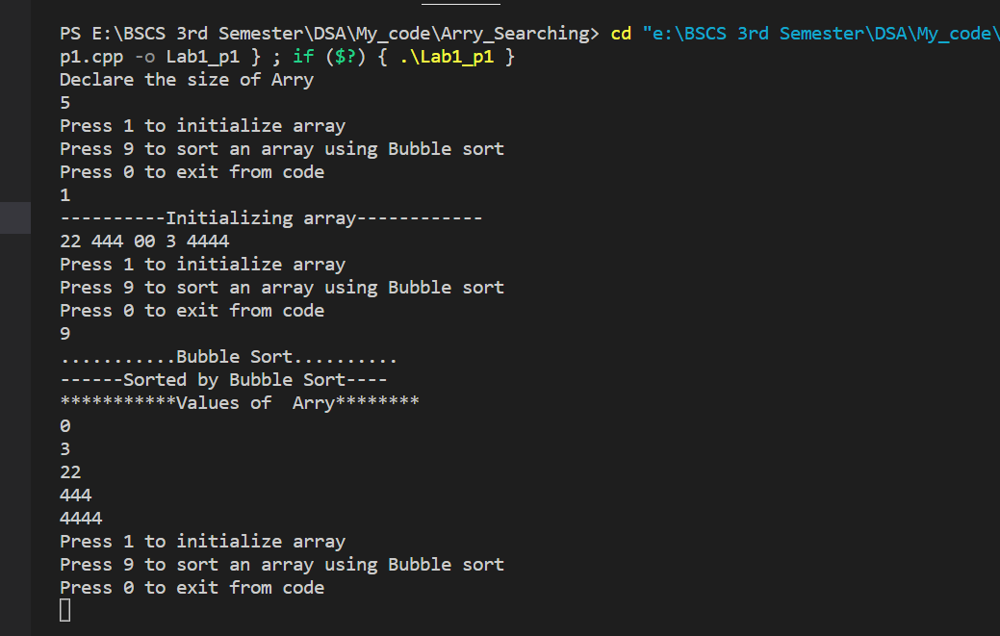 PS E:\BSCS 3rd Semester\DSA\My_code\Arry_Searching> cd "e:\BSCS 3rd Semester\DSA\My_code\
p1.cpp -o Lab1_p1 } ; if ($?) { .\Lab1_p1 }
Declare the size of Arry
5
Press 1 to initialize array
Press 9 to sort an array using Bubble sort
Press 0 to exit from code
1
----------Initializing array------------
22 444 00 3 4444
Press 1 to initialize array
Press 9 to sort an array using Bubble sort
Press 0 to exit from code
9
...........Bubble Sort..........
------Sorted by Bubble Sort----
***********Values of  Arry********
0
3
22
444
4444
Press 1 to initialize array
Press 9 to sort an array using Bubble sort
Press 0 to exit from code